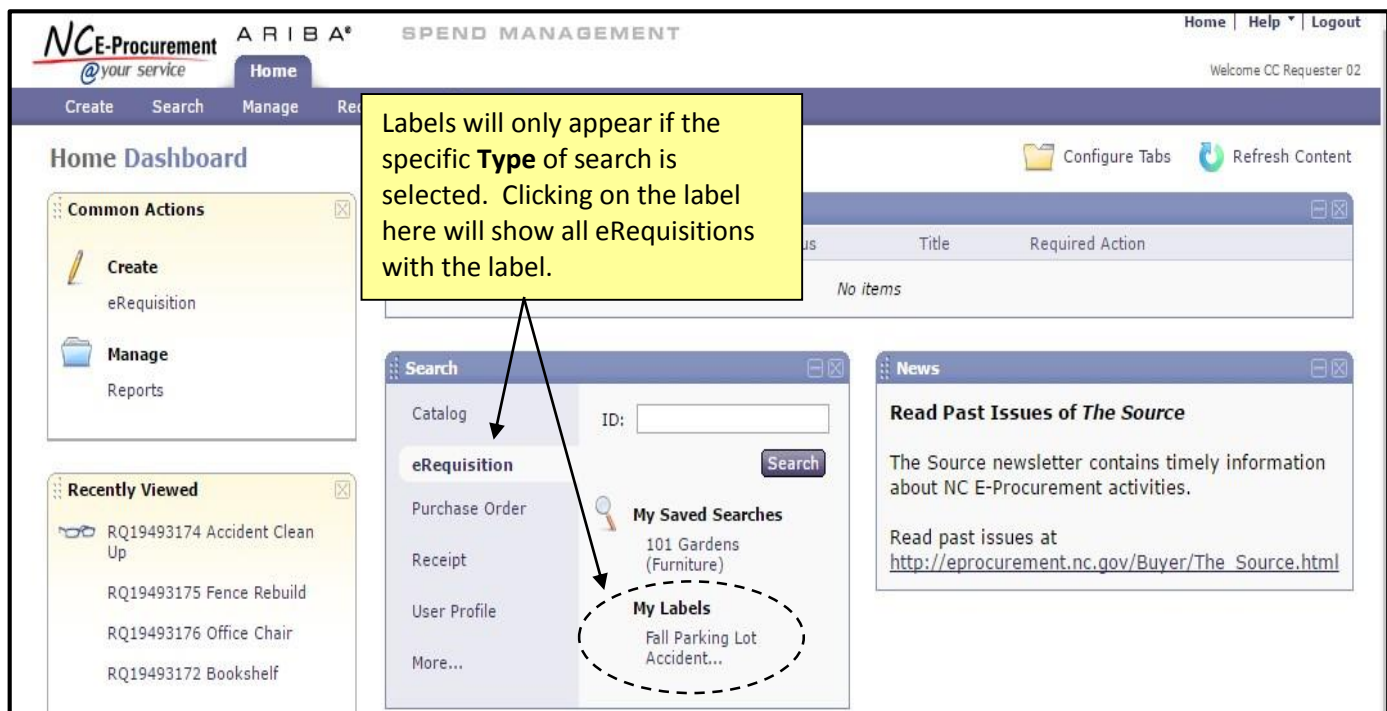 NCE-Procurement
@your service
ARIBA®
SPEND MANAGEMENT
Home | Help | Logout
Home
Welcome CC Requester 02
Create Search Manage
Labels will only appear if the
specific Type of search is
selected. Clicking on the label
here will show all eRequisitions
with the label.
Home Dashboard
Configure Tabs Refresh Content
Common Actions
Create
eRequisition
Manage
Reports
Title Required Action
No items
Recently Viewed
RQ19493174 Accident Clean
Up
RQ19493175 Fence Rebuild
RQ19493176 Office Chair
RQ19493172 Bookshelf
Search
Catalog
eRequisition
Purchase Order
Receipt
User Profile
More...
ID:
Search
My Saved Searches
101 Gardens
(Furniture)
My Labels
Fall Parking Lot
Accident...
News
Read Past Issues of The Source
The Source newsletter contains timely information
about NC E-Procurement activities.
Read past issues at
http://eprocurement.nc.gov/Buyer/The_Source.html